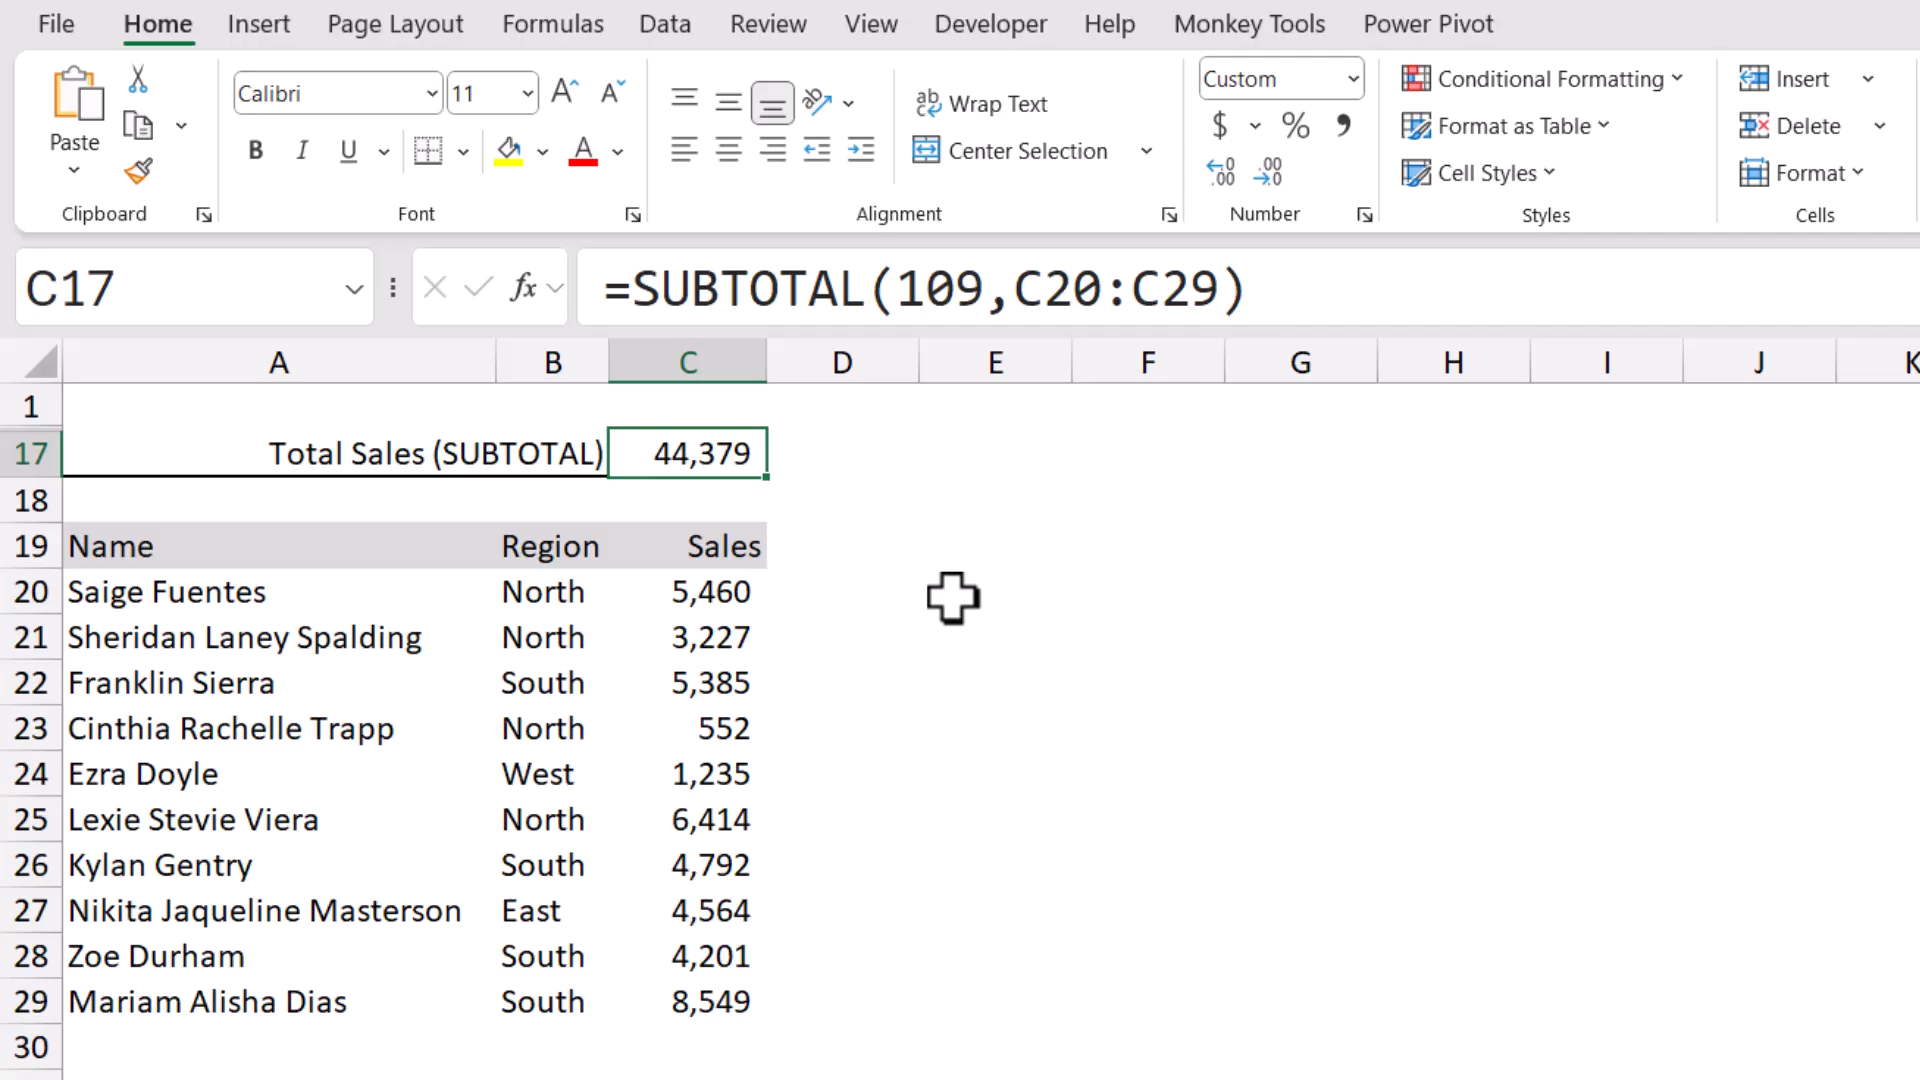 File Home Insert Page Layout Formulas Data Review View Developer Help Monkey Tools Power Pivot
Paste
Clipboard
Calibri 11 A A
B I U A
Font
ab Wrap Text
Center Selection
Alignment
Custom
$ % ,
←0 .00 .00 →0
Number
Conditional Formatting
Format as Table
Cell Styles
Styles
Insert
Delete
Format
Cells
C17 fx =SUBTOTAL(109,C20:C29)
A B C D E F G H I J K
1
17 Total Sales (SUBTOTAL) 44,379
18
19 Name Region Sales
20 Saige Fuentes North 5,460
21 Sheridan Laney Spalding North 3,227
22 Franklin Sierra South 5,385
23 Cinthia Rachelle Trapp North 552
24 Ezra Doyle West 1,235
25 Lexie Stevie Viera North 6,414
26 Kylan Gentry South 4,792
27 Nikita Jaqueline Masterson East 4,564
28 Zoe Durham South 4,201
29 Mariam Alisha Dias South 8,549
30